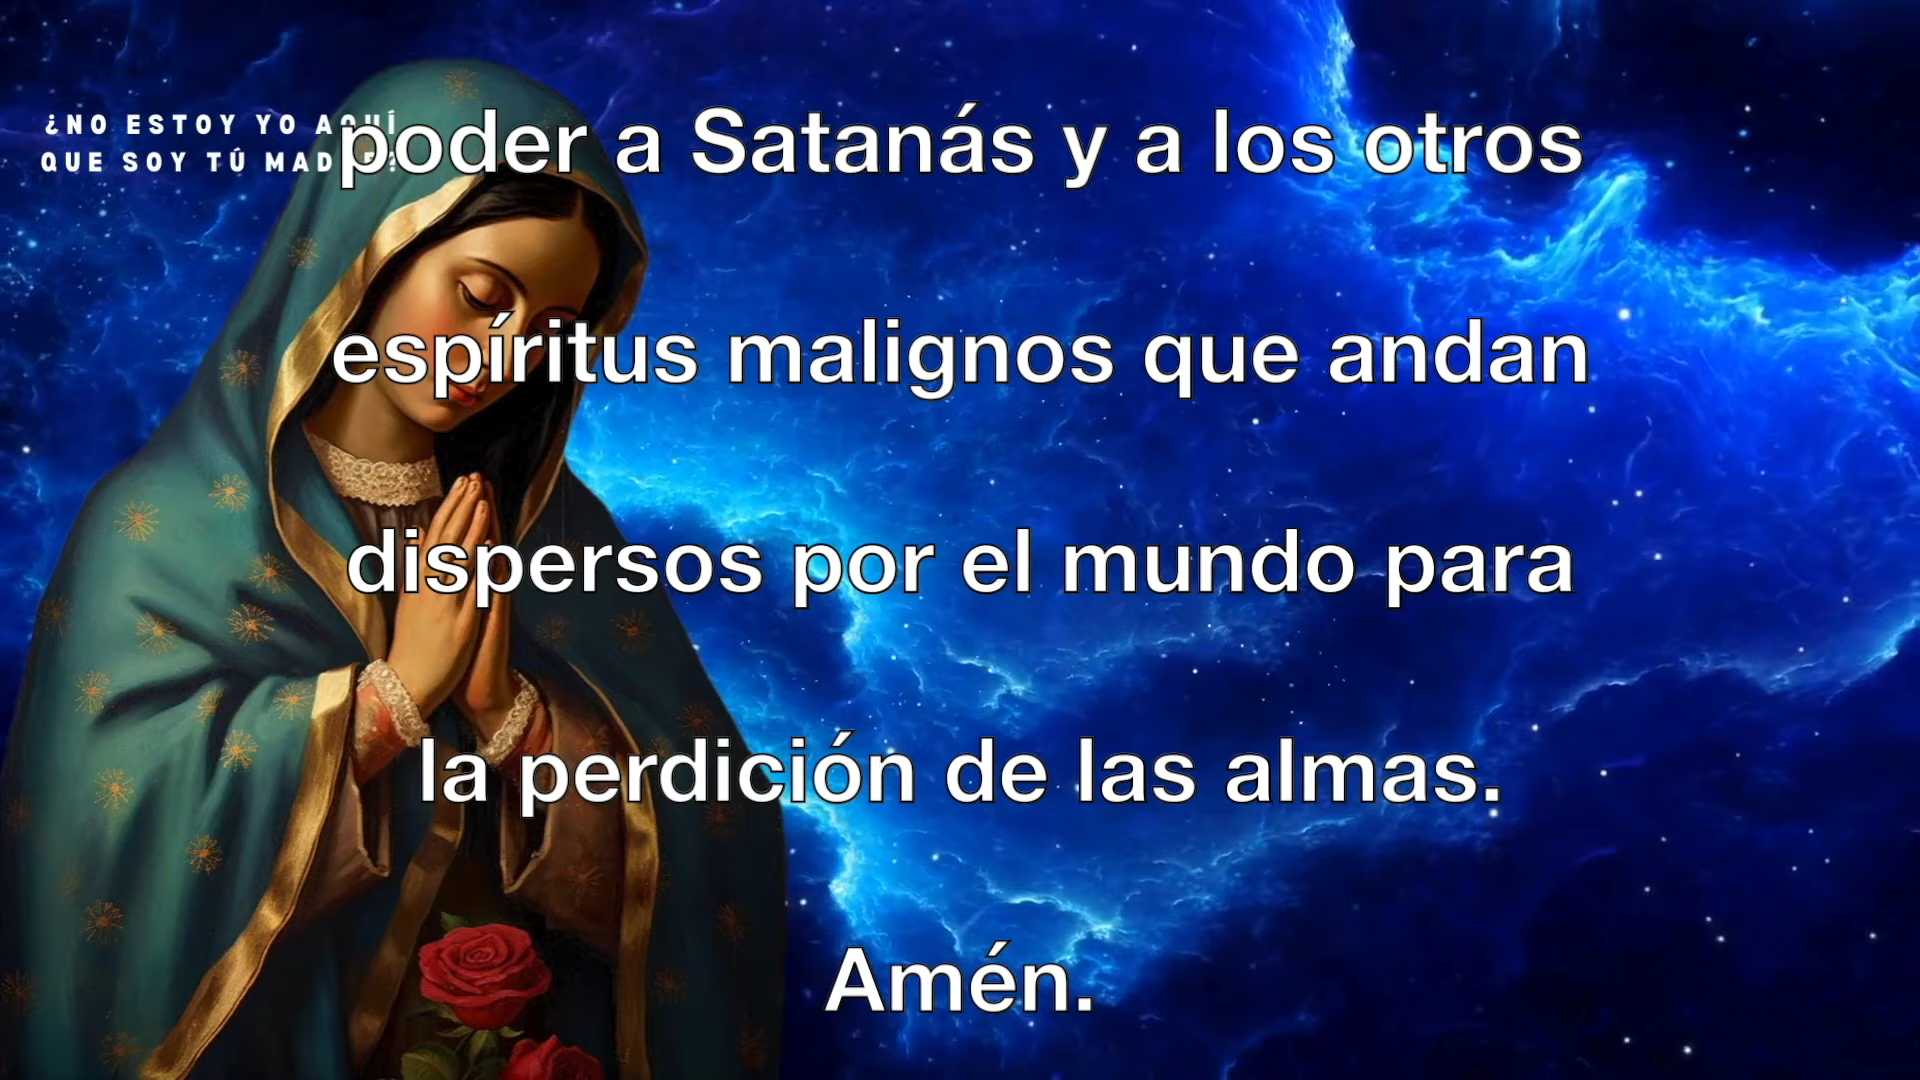 ¿NO ESTOY YO AQUÍ
QUE SOY TÚ
poder a Satanás y a los otros
espíritus malignos que andan
dispersos por el mundo para
la perdición de las almas.
Amén.